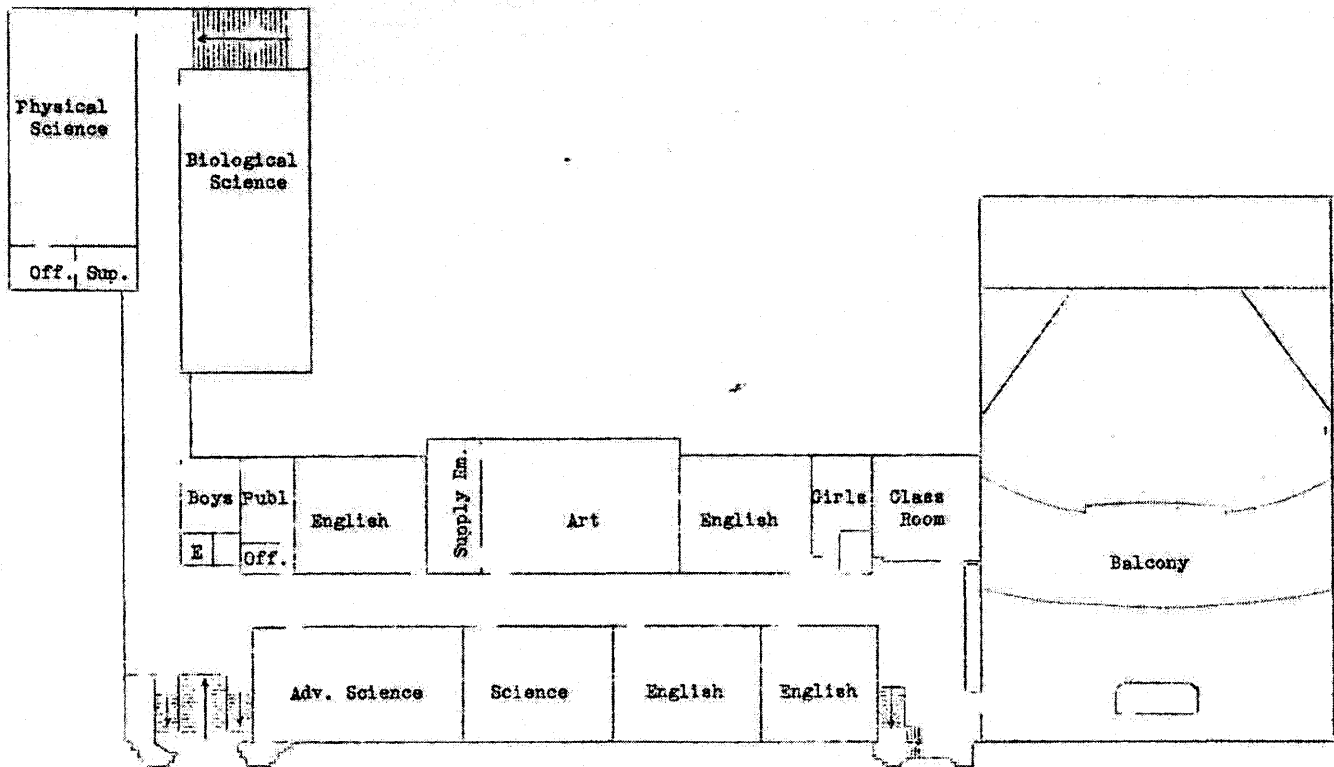 Physical
Science
Biological
Science
Off. Sup.
Boys
Publ
English
Supply Rm.
Art
English
Girls
Class
Room
E
Off.
Balcony
Adv. Science
Science
English
English